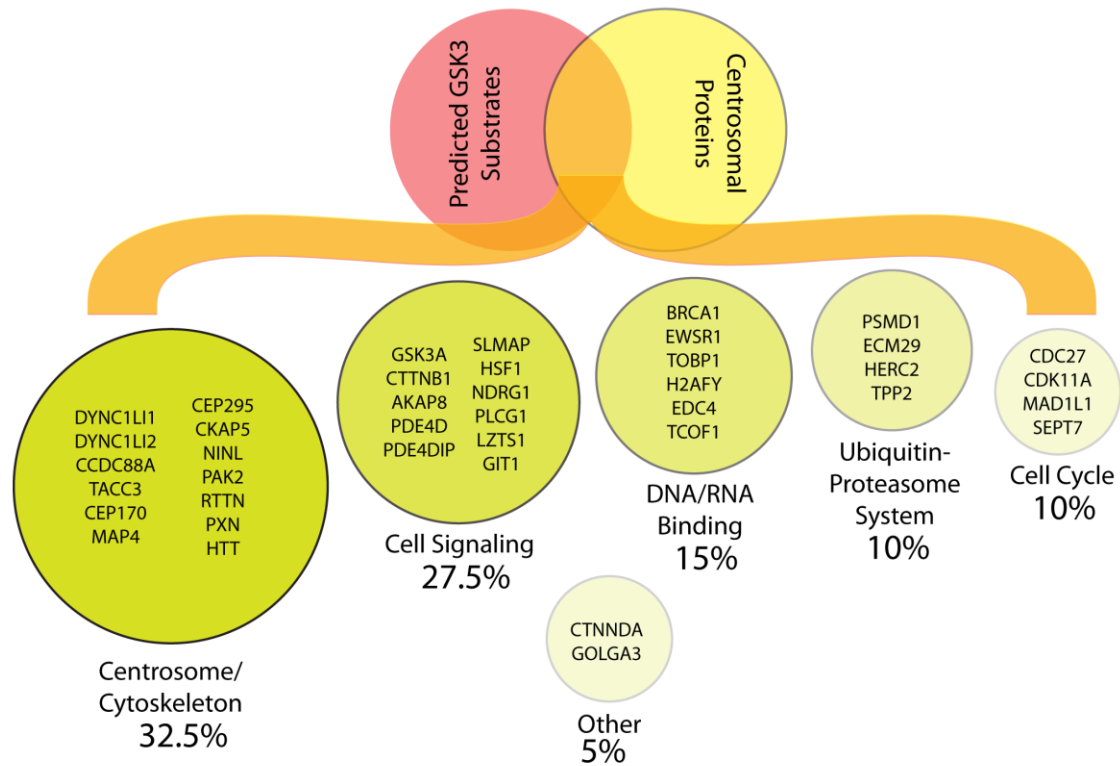 Predicted GSK3
Substrates
Centrosomal
Proteins
DYNC1LI1
DYNC1LI2
CCDC88A
TACC3
CEP170
MAP4
CEP295
CKAP5
NINL
PAK2
RTTN
PXN
HTT
Centrosome/
Cytoskeleton
32.5%
GSK3A
CTTNB1
AKAP8
PDE4D
PDE4DIP
SLMAP
HSF1
NDRG1
PLCG1
LZTS1
GIT1
Cell Signaling
27.5%
BRCA1
EWSR1
TOBP1
H2AFY
EDC4
TCOF1
DNA/RNA
Binding
15%
PSMD1
ECM29
HERC2
TPP2
Ubiquitin-
Proteasome
System
10%
CDC27
CDK11A
MAD1L1
SEPT7
Cell Cycle
10%
CTNNDA
GOLGA3
Other
5%